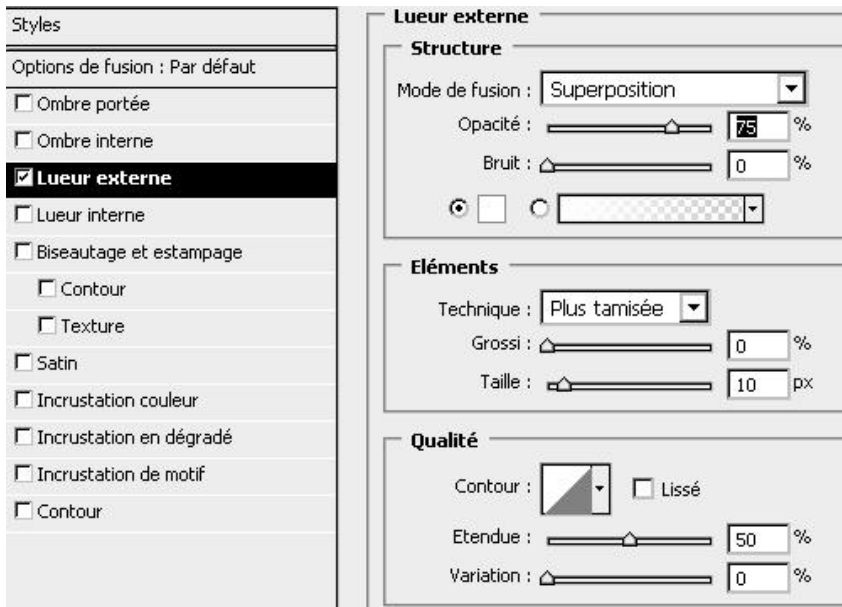 Styles
Options de fusion : Par défaut
Ombre portée
Ombre interne
Lueur externe
Lueur interne
Biseautage et estampage
Contour
Texture
Satin
Incrustation couleur
Incrustation en dégradé
Incrustation de motif
Contour
Lueur externe
Structure
Mode de fusion : Superposition
Opacité : 75 %
Bruit : 0 %
Eléments
Technique : Plus tamisée
Grossi : 0 %
Taille : 10 px
Qualité
Contour : Lissé
Etendue : 50 %
Variation : 0 %